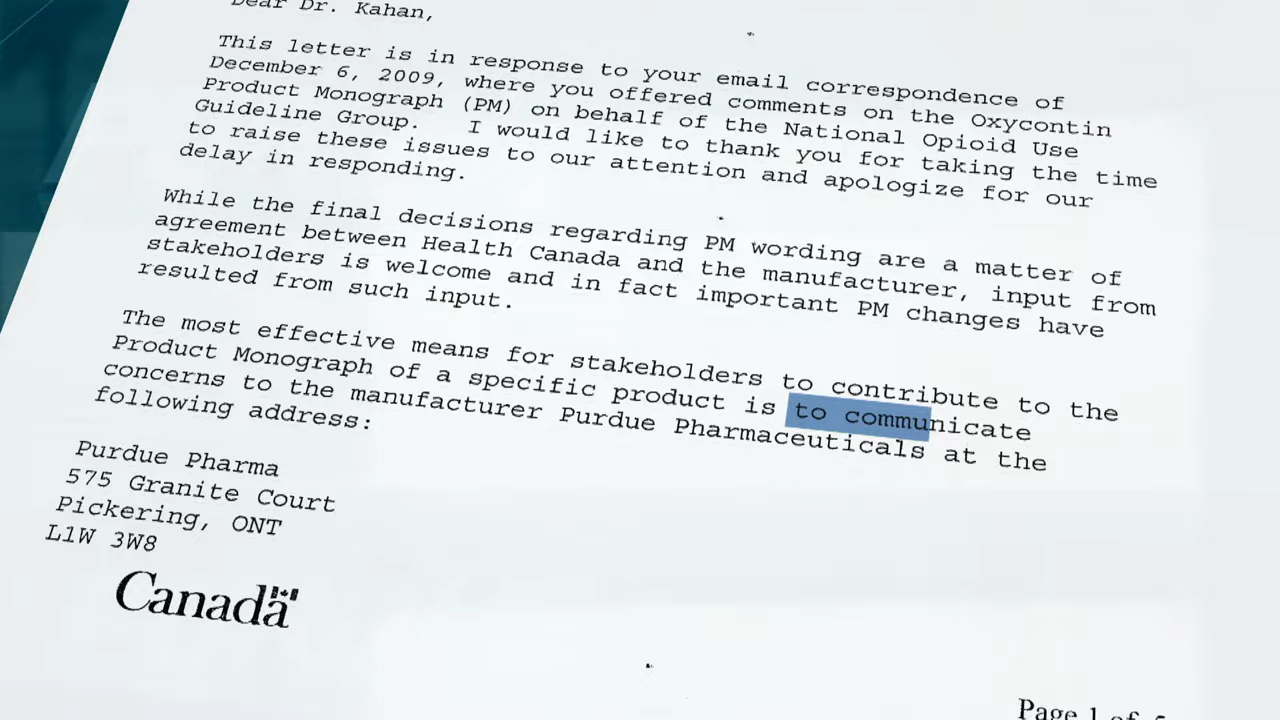 Dear Dr. Kahan,
This letter is in response to your email correspondence of
December 6, 2009, where you offered comments on the Oxycontin
Product Monograph (PM) on behalf of the National Opioid Use
Guideline Group. I would like to thank you for taking the time
to raise these issues to our attention and apologize for our
delay in responding.
While the final decisions regarding PM wording are a matter of
agreement between Health Canada and the manufacturer, input from
stakeholders is welcome and in fact important PM changes have
resulted from such input.
The most effective means for stakeholders to contribute to the
Product Monograph of a specific product is to communicate
concerns to the manufacturer Purdue Pharmaceuticals at the
following address:
Purdue Pharma
575 Granite Court
Pickering, ONT
L1W 3W8
Canada
Page 1 of 5